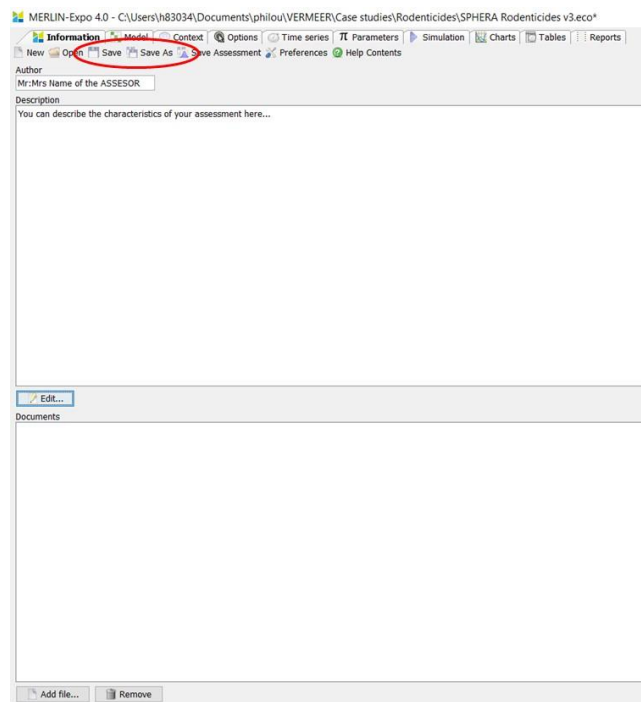 MERLIN-Expo 4.0 - C:\Users\h83034\Documents\philou\VERMEER\Case studies\Rodenticides\SPHERA Rodenticides v3.eco*
Information Model Context Options Time series π Parameters Simulation Charts Tables Reports
New Open Save Save As Save Assessment Preferences Help Contents
Author
Mr:Mrs Name of the ASSESOR
Description
You can describe the characteristics of your assessment here...
Edit...
Documents
Add file... Remove